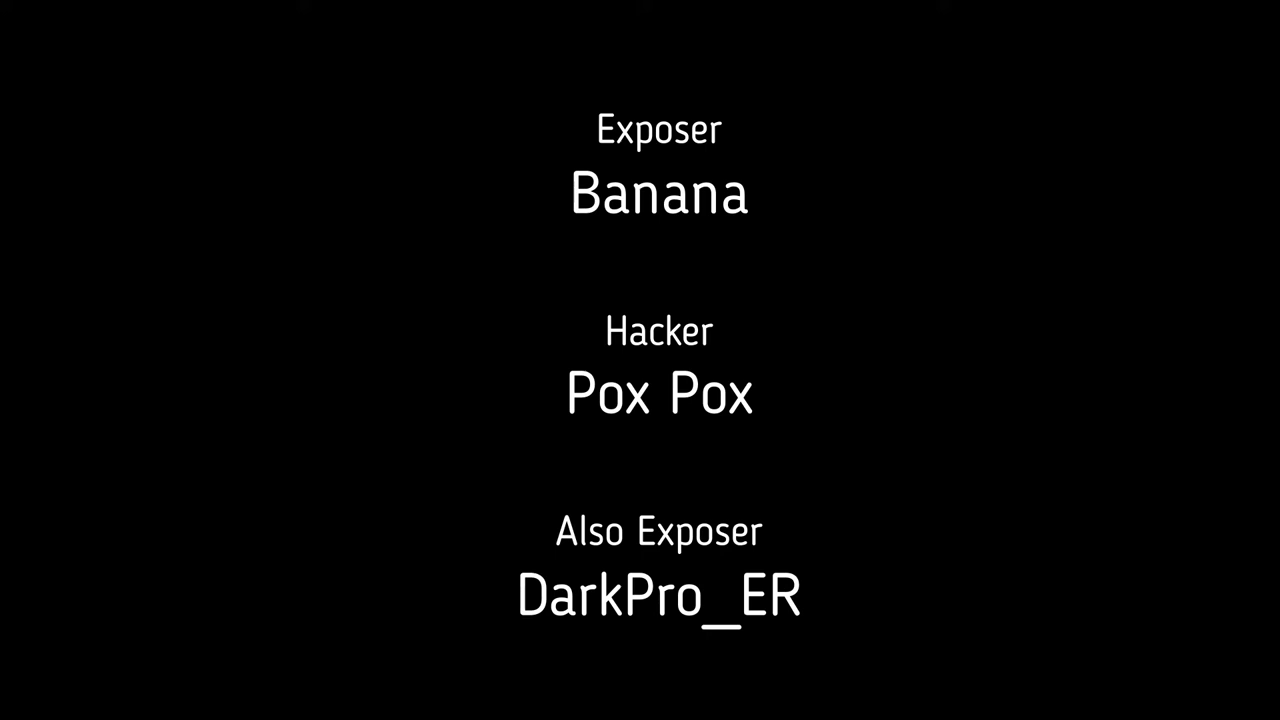 Exposer
Banana
Hacker
Pox Pox
Also Exposer
DarkPro_ER